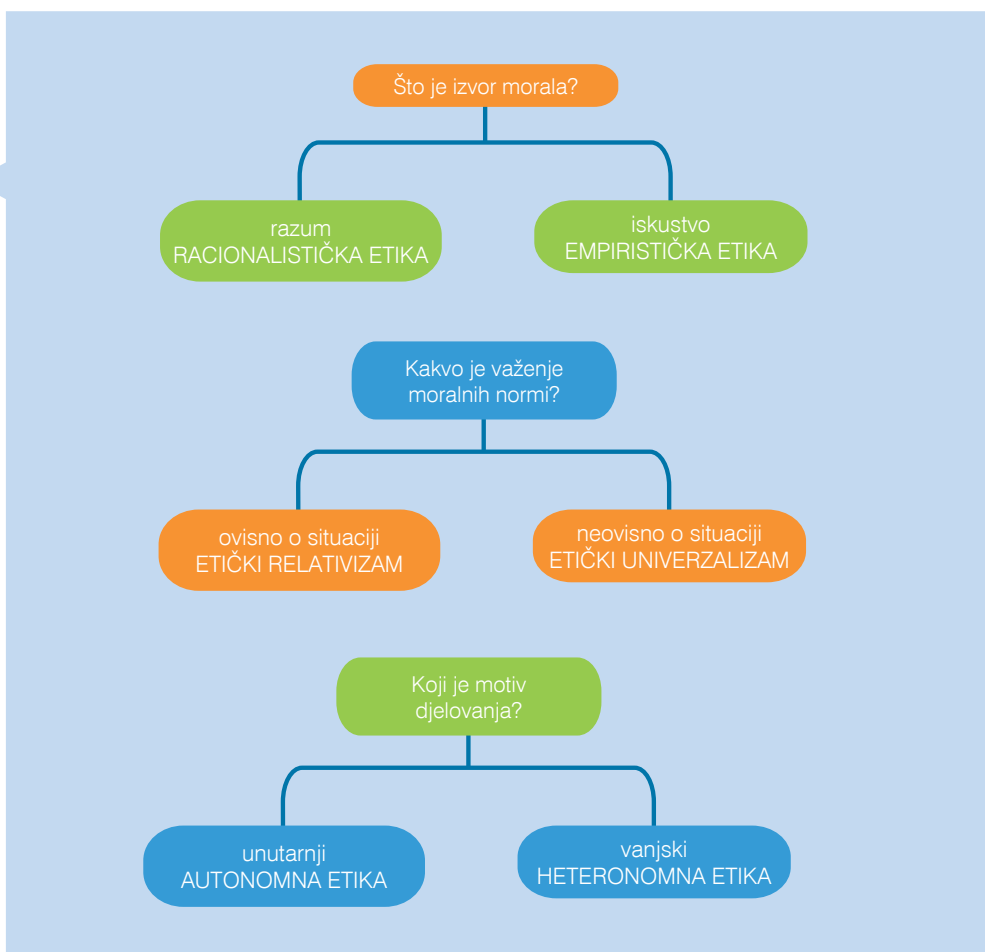 Što je izvor morala?
razum
RACIONALISTIČKA ETIKA
iskustvo
EMPIRISTIČKA ETIKA
Kakvo je važenje
moralnih normi?
ovisno o situaciji
ETIČKI RELATIVIZAM
neovisno o situaciji
ETIČKI UNIVERZALIZAM
Koji je motiv
djelovanja?
unutarnji
AUTONOMNA ETIKA
vanjski
HETERONOMNA ETIKA